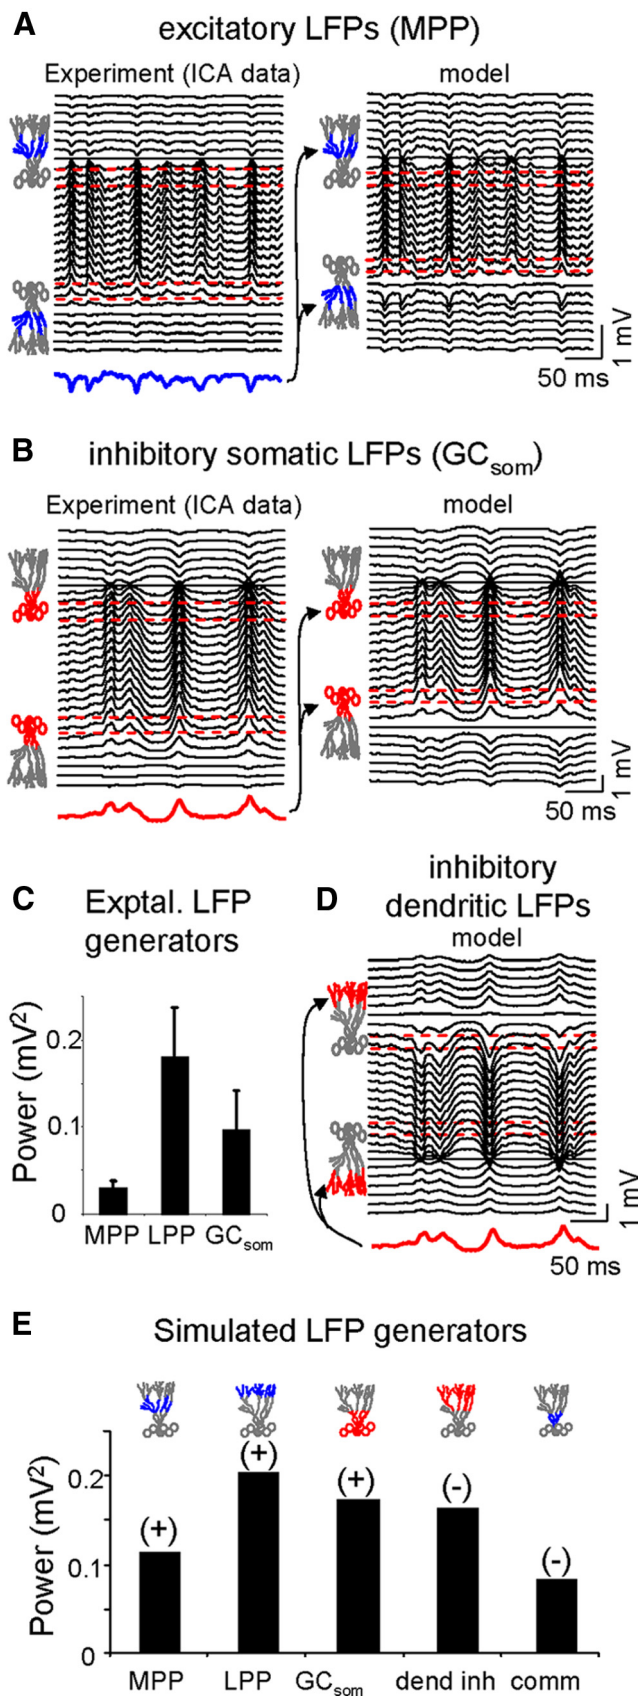 A
excitatory LFPs (MPP)
Experiment (ICA data)
model
50 ms
1 mV
B
inhibitory somatic LFPs (GCsom)
Experiment (ICA data)
model
50 ms
1 mV
C
Exptal. LFP
generators
Power (mV²)
0.2
0.1
0
MPP LPP GCsom
D
inhibitory
dendritic LFPs
model
1 mV
50 ms
E
Simulated LFP generators
Power (mV²)
0.2
0.1
0
(+)
(+)
(+)
(-)
(-)
MPP LPP GCsom dend inh comm